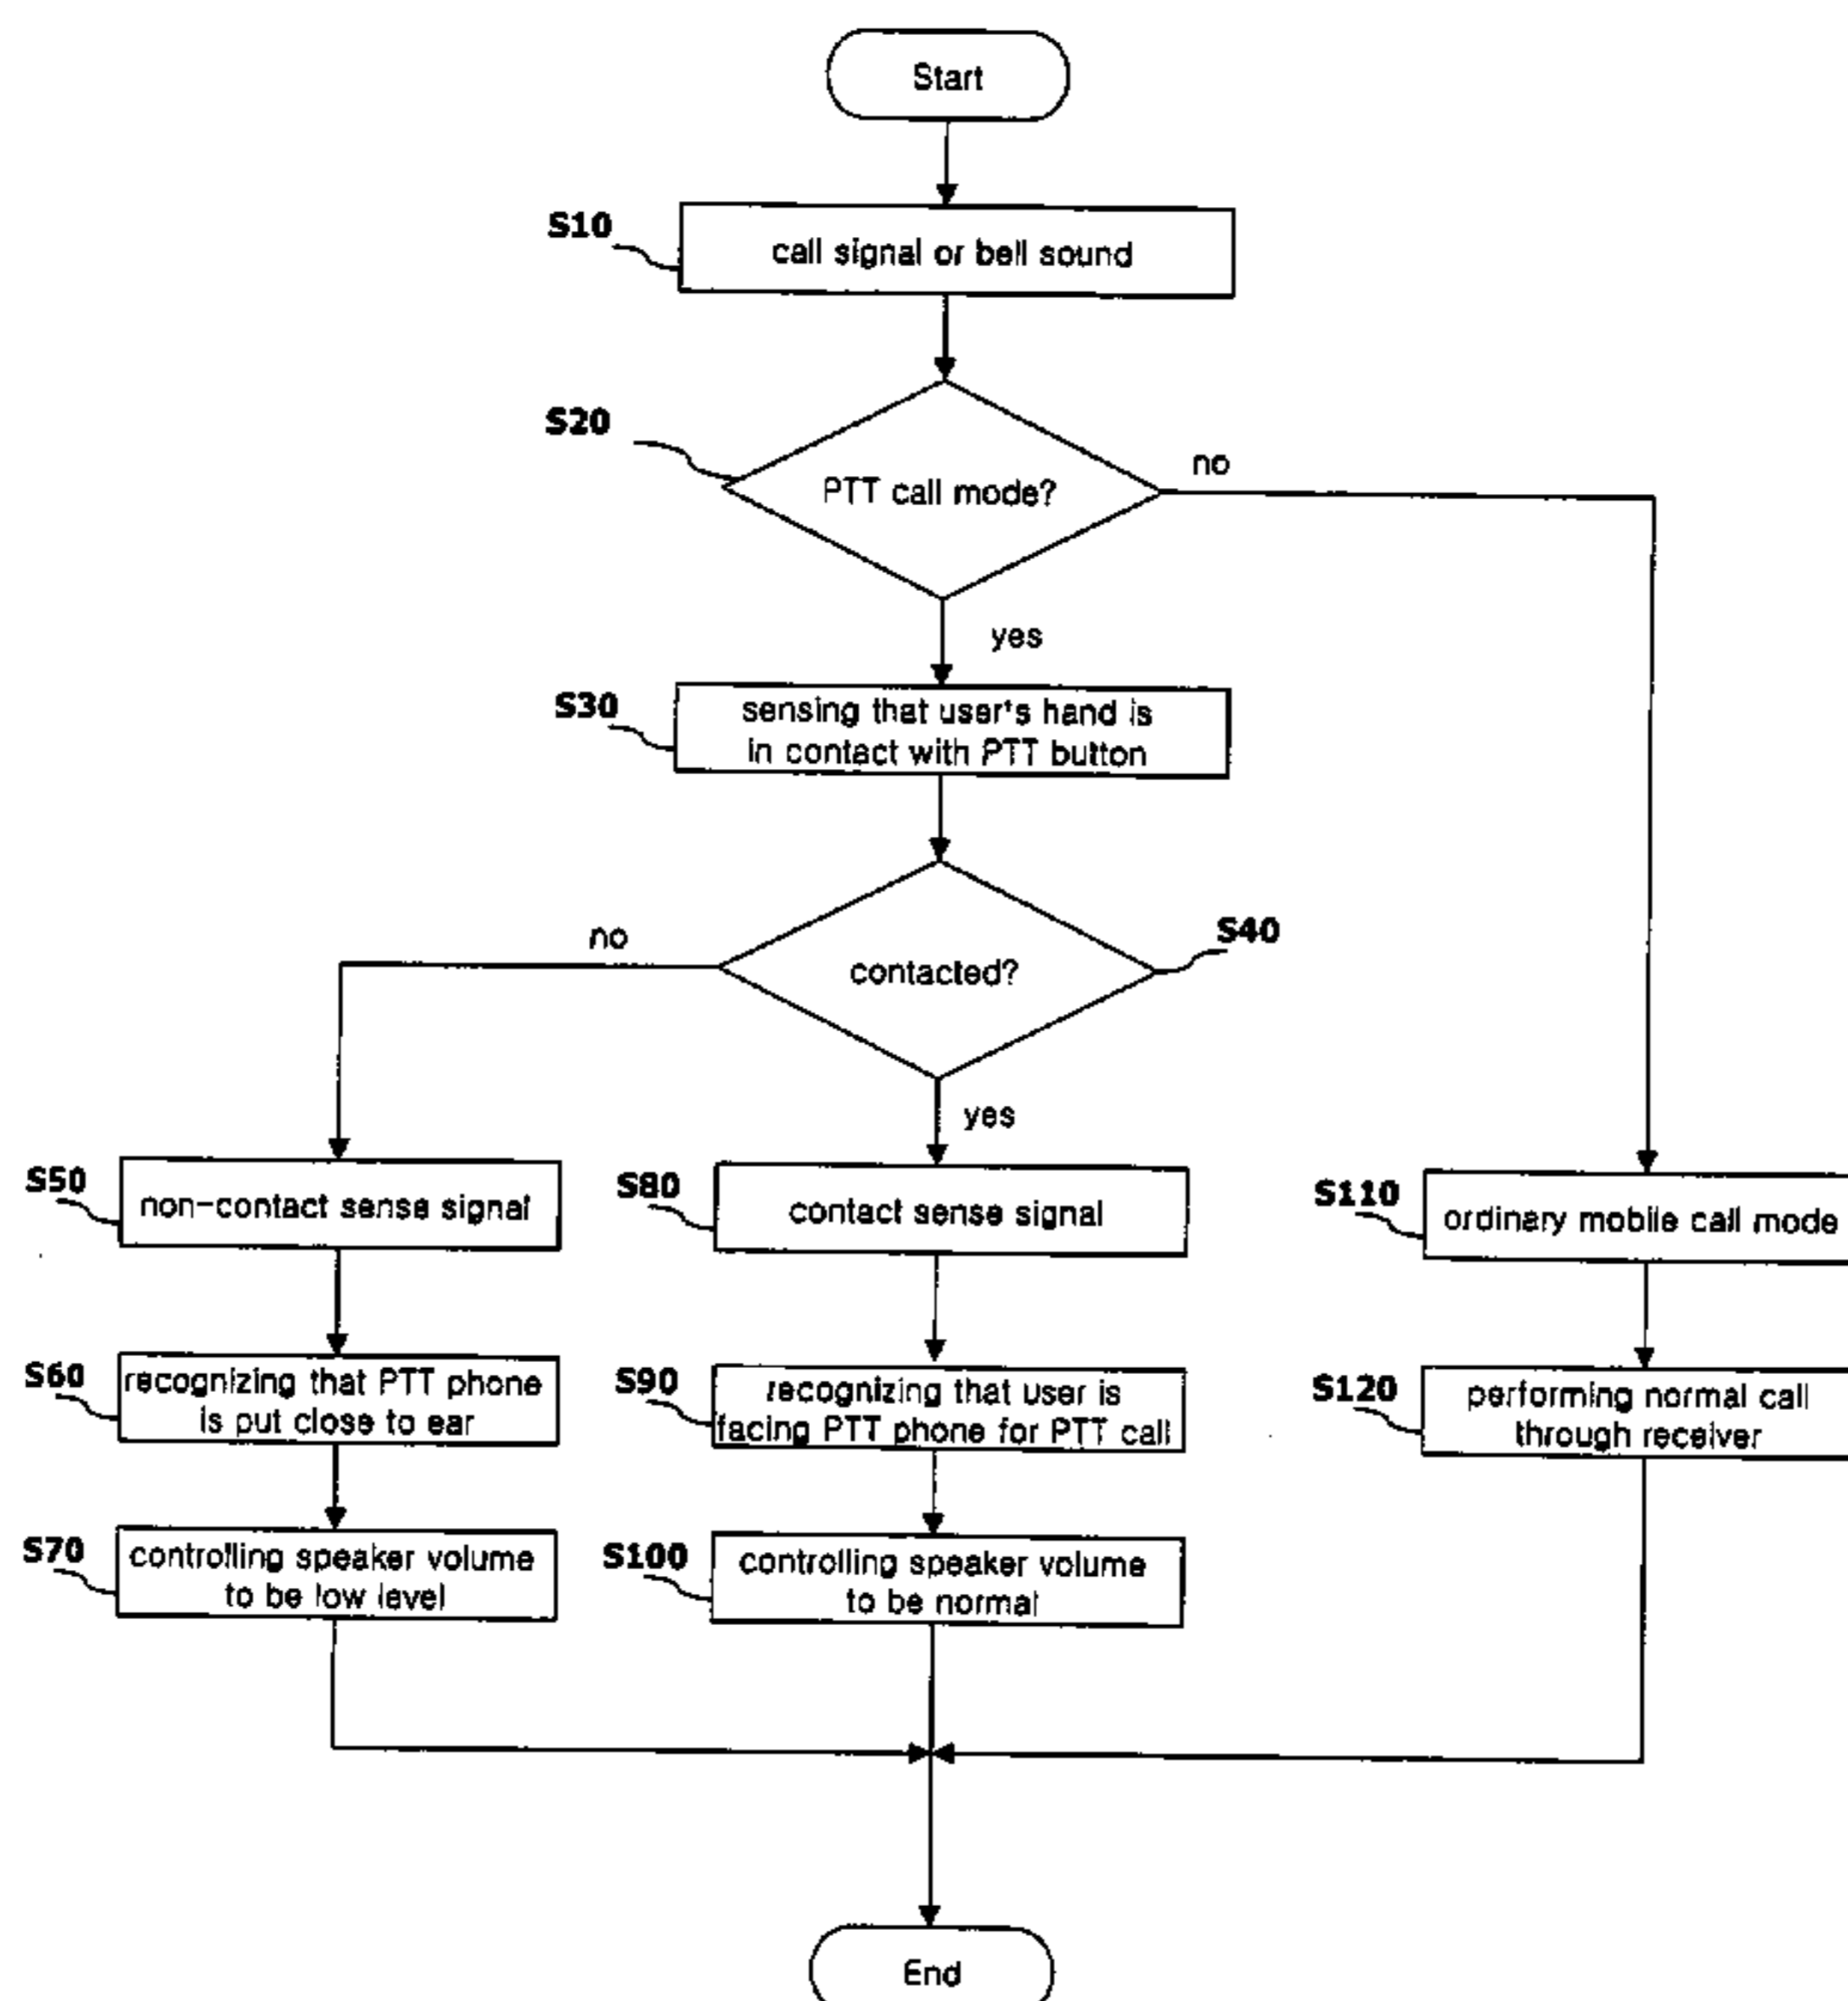 Start
S10
call signal or bell sound
S20
PTT call mode?
no
yes
S30
sensing that user's hand is
in contact with PTT button
no
contacted?
S40
yes
S50
non-contact sense signal
S80
contact sense signal
S110
ordinary mobile call mode
S60
recognizing that PTT phone
is put close to ear
S90
recognizing that user is
facing PTT phone for PTT call
S120
performing normal call
through receiver
S70
controlling speaker volume
to be low level
S100
controlling speaker volume
to be normal
End